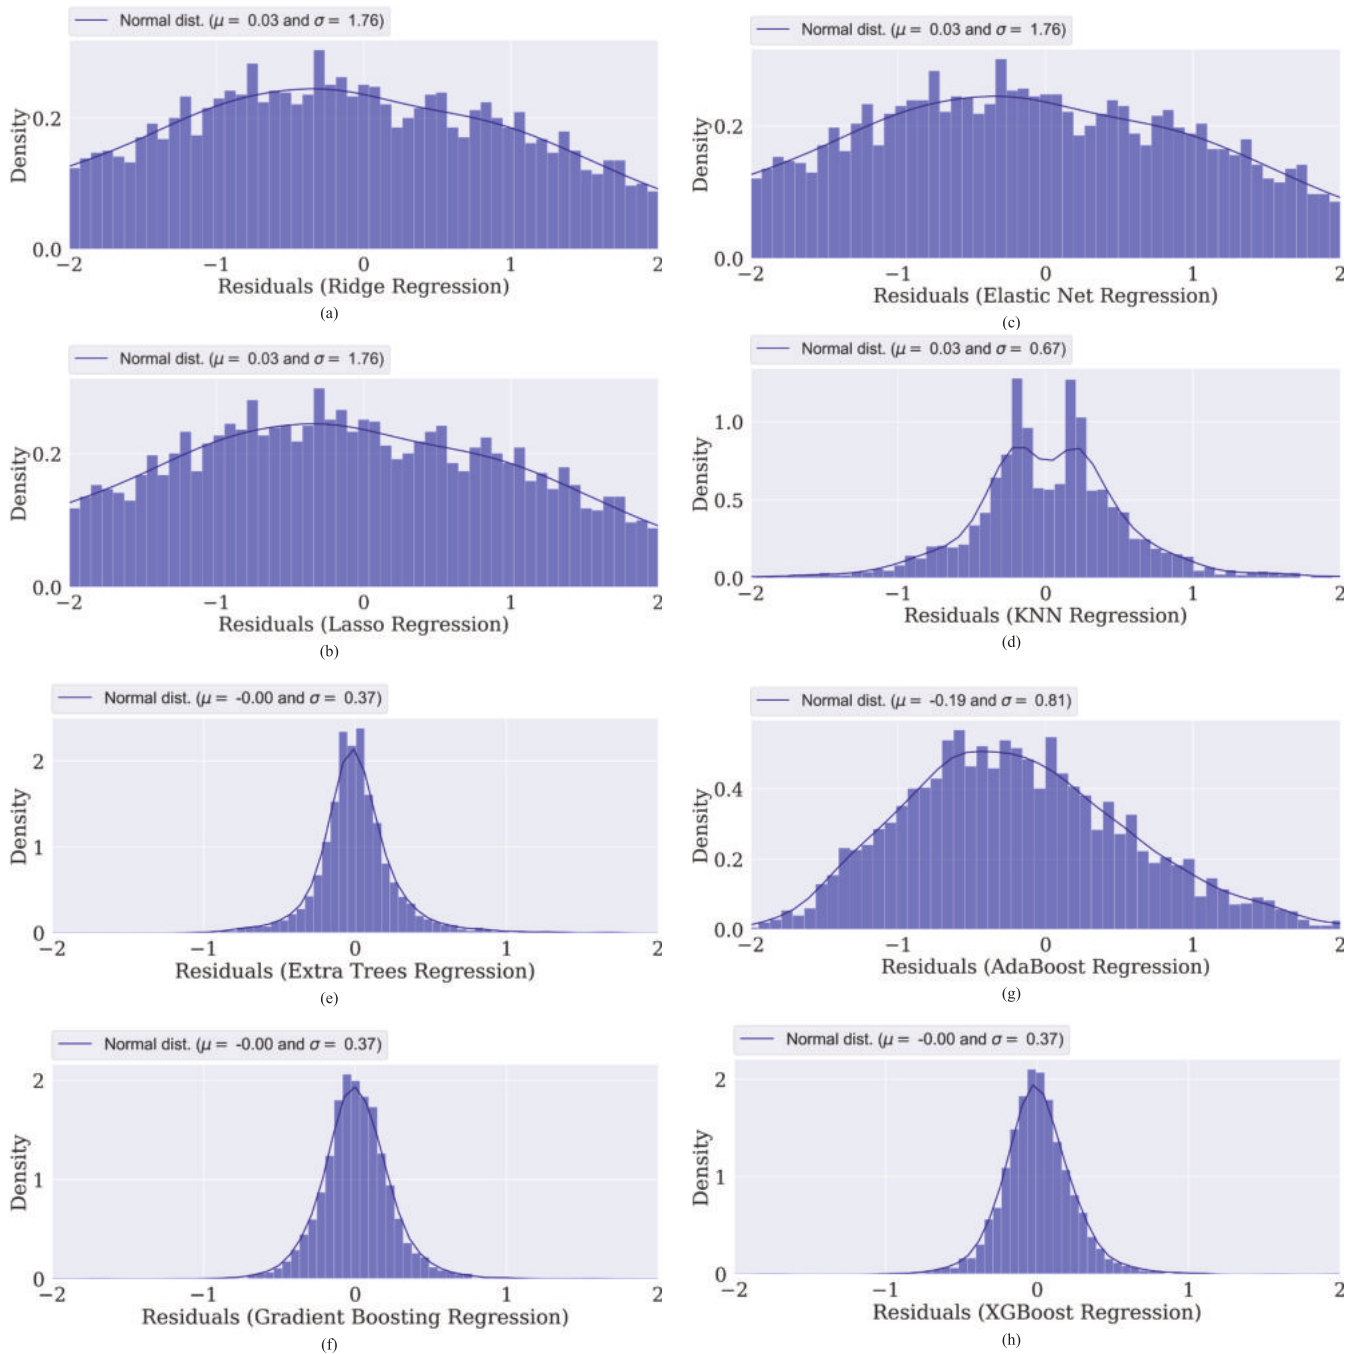 Normal dist. (μ = 0.03 and σ = 1.76)
0.2
0.0
Density
−2 −1 0 1 2
Residuals (Ridge Regression)
(a)
Normal dist. (μ = 0.03 and σ = 1.76)
0.2
0.0
Density
−2 −1 0 1 2
Residuals (Elastic Net Regression)
(c)
Normal dist. (μ = 0.03 and σ = 1.76)
0.2
0.0
Density
−2 −1 0 1 2
Residuals (Lasso Regression)
(b)
Normal dist. (μ = 0.03 and σ = 0.67)
1.0
0.5
0.0
Density
−2 −1 0 1 2
Residuals (KNN Regression)
(d)
Normal dist. (μ = -0.00 and σ = 0.37)
2
1
0
Density
−2 −1 0 1 2
Residuals (Extra Trees Regression)
(e)
Normal dist. (μ = -0.19 and σ = 0.81)
0.4
0.2
0.0
Density
−2 −1 0 1 2
Residuals (AdaBoost Regression)
(g)
Normal dist. (μ = -0.00 and σ = 0.37)
2
1
0
Density
−2 −1 0 1 2
Residuals (Gradient Boosting Regression)
(f)
Normal dist. (μ = -0.00 and σ = 0.37)
2
1
0
Density
−2 −1 0 1 2
Residuals (XGBoost Regression)
(h)